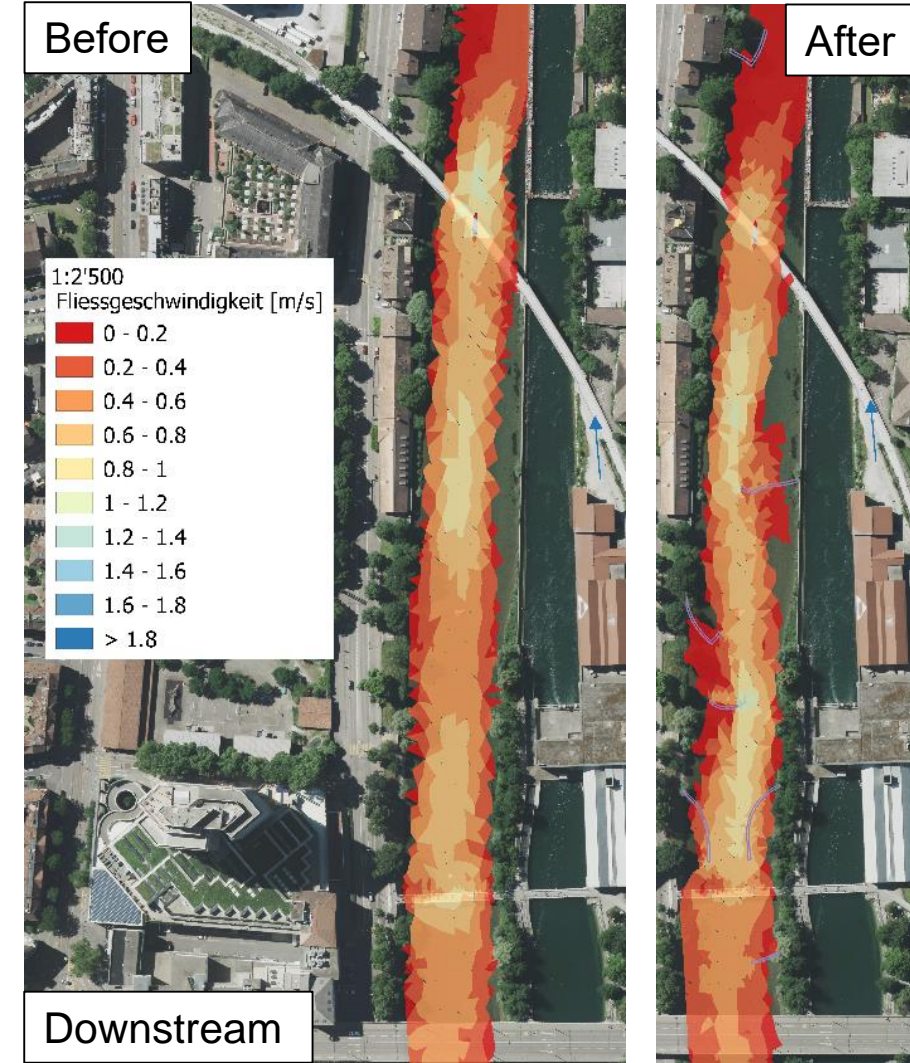 Before
After
1:2'500
Fliessgeschwindigkeit [m/s]
0 - 0.2
0.2 - 0.4
0.4 - 0.6
0.6 - 0.8
0.8 - 1
1 - 1.2
1.2 - 1.4
1.4 - 1.6
1.6 - 1.8
> 1.8
Downstream